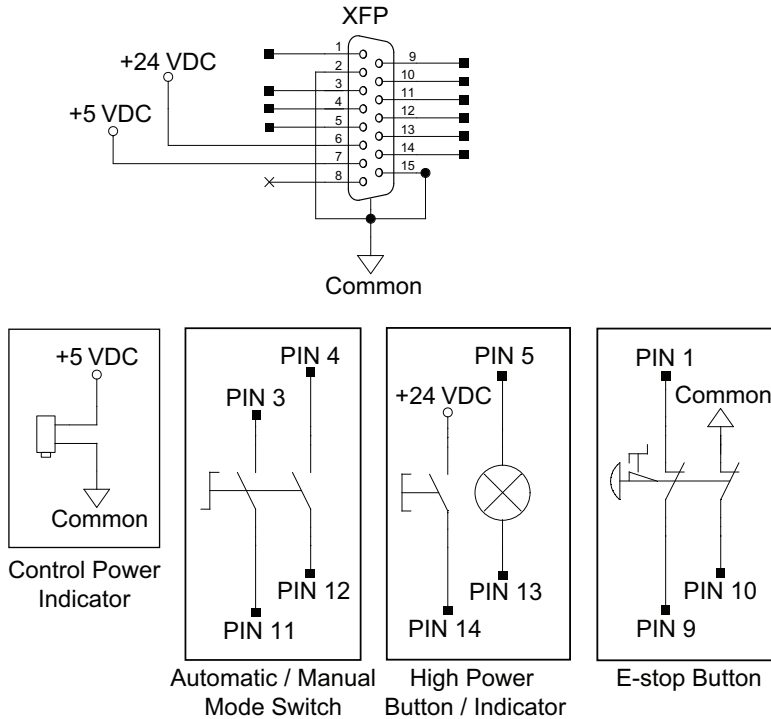 XFP
1
2
3
4
5
6
7
8
9
10
11
12
13
14
15
+24 VDC
+5 VDC
Common
+5 VDC
Common
Control Power
Indicator
PIN 4
PIN 3
PIN 12
PIN 11
Automatic / Manual
Mode Switch
PIN 5
+24 VDC
PIN 13
PIN 14
High Power
Button / Indicator
PIN 1
Common
PIN 10
PIN 9
E-stop Button